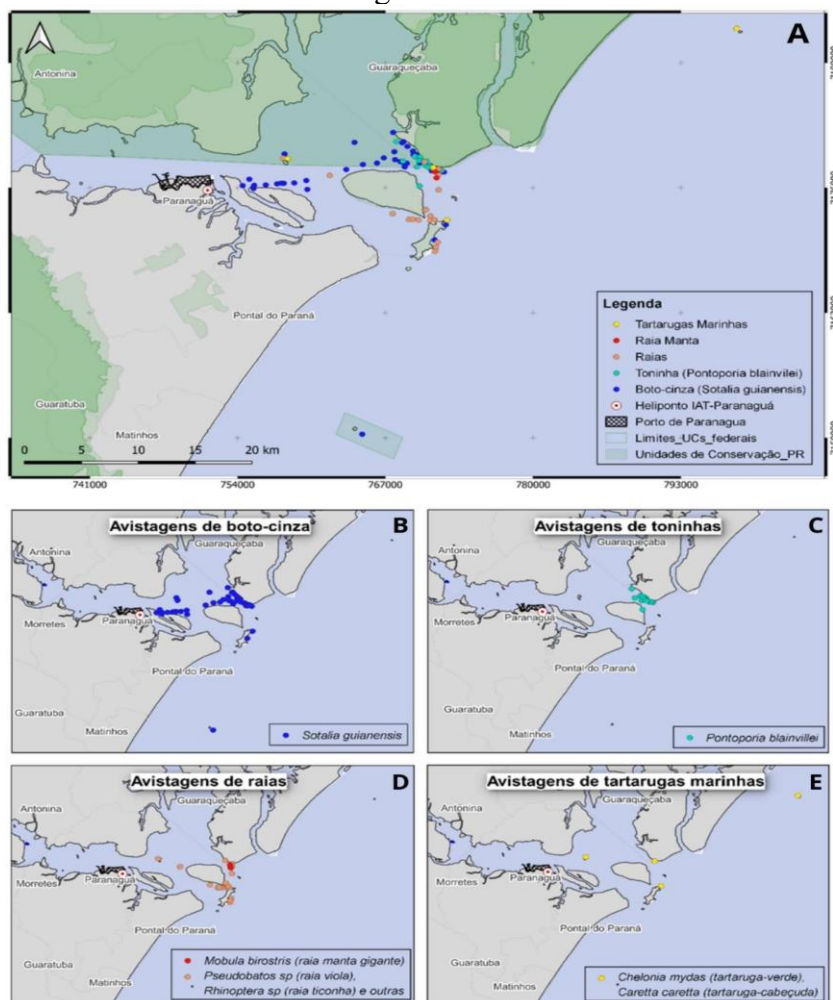 A
Antonina
Guaraqueçaba
Paranaguá
Pontal do Paraná
Guaratuba
Matinhos
Legenda
Tartarugas Marinhas
Raia Manta
Raias
Toninha (Pontoporia blainvilei)
Boto-cinza (Sotalia guianensis)
Heliponto IAT-Paranaguá
Porto de Paranagua
Limites_UCs_federais
Unidades de Conservação_PR
0 5 10 15 20 km
741000 754000 767000 780000 793000
Avistagens de boto-cinza B
Antonina
Guaraqueçaba
Morretes
Paranaguá
Pontal do Paraná
Guaratuba
Matinhos
Sotalia guianensis
Avistagens de toninhas C
Antonina
Guaraqueçaba
Morretes
Paranaguá
Pontal do Paraná
Guaratuba
Matinhos
Pontoporia blainvillei
Avistagens de raias D
Antonina
Guaraqueçaba
Morretes
Paranaguá
Pontal do Paraná
Guaratuba
Matinhos
Mobula birostris (raia manta gigante)
Pseudobatos sp (raia viola),
Rhinoptera sp (raia ticonha) e outras
Avistagens de tartarugas marinhas E
Antonina
Guaraqueçaba
Morretes
Paranaguá
Pontal do Paraná
Guaratuba
Matinhos
Chelonia mydas (tartaruga-verde),
Caretta caretta (tartaruga-cabeçuda)